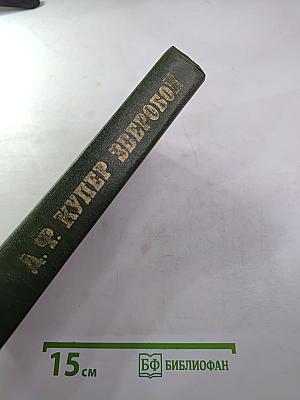 Д. Ф. КУПЕР ЗВЕРОБОЙ
15 см
БФ БИБЛИОФАН